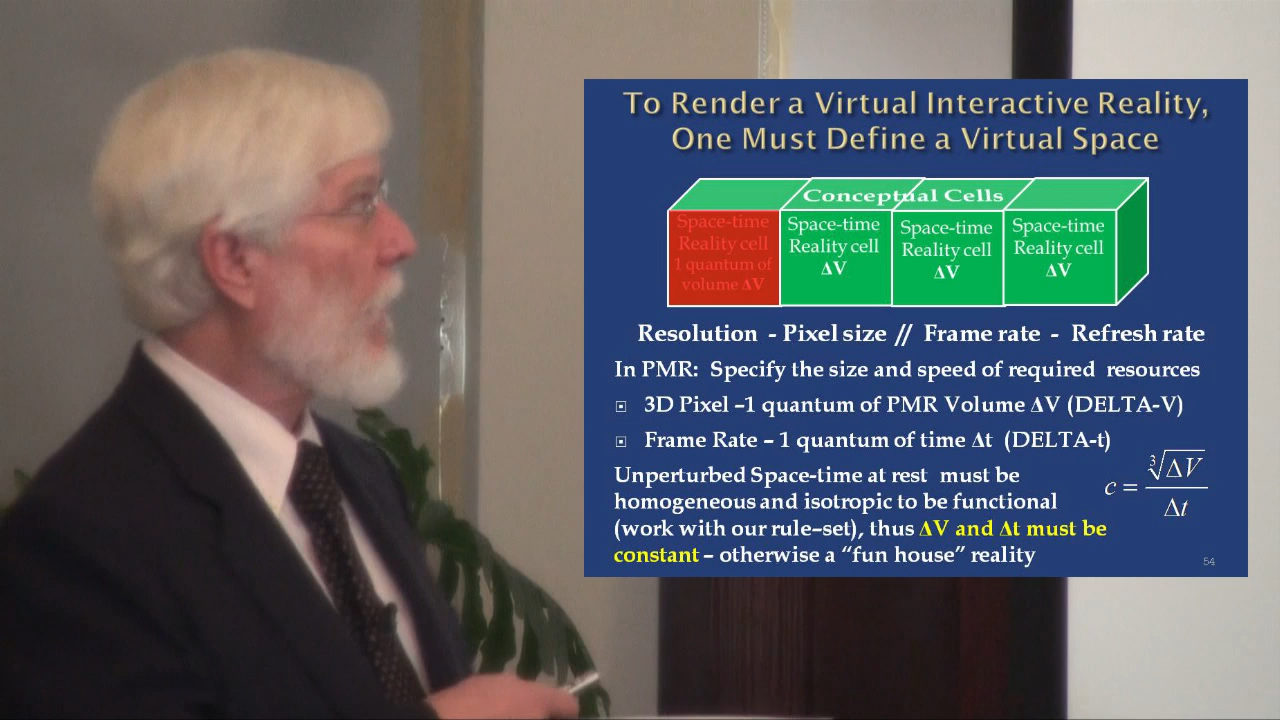 To Render a Virtual Interactive Reality,
One Must Define a Virtual Space
Conceptual Cells
Space-time
Reality cell
1 quantum of
volume ΔV
Space-time
Reality cell
ΔV
Space-time
Reality cell
ΔV
Space-time
Reality cell
ΔV
Resolution - Pixel size // Frame rate - Refresh rate
In PMR: Specify the size and speed of required resources
3D Pixel –1 quantum of PMR Volume ΔV (DELTA-V)
Frame Rate – 1 quantum of time Δt (DELTA-t)
Unperturbed Space-time at rest must be
homogeneous and isotropic to be functional
(work with our rule–set), thus ΔV and Δt must be
constant – otherwise a “fun house” reality
c = ∛ΔV / Δt
54